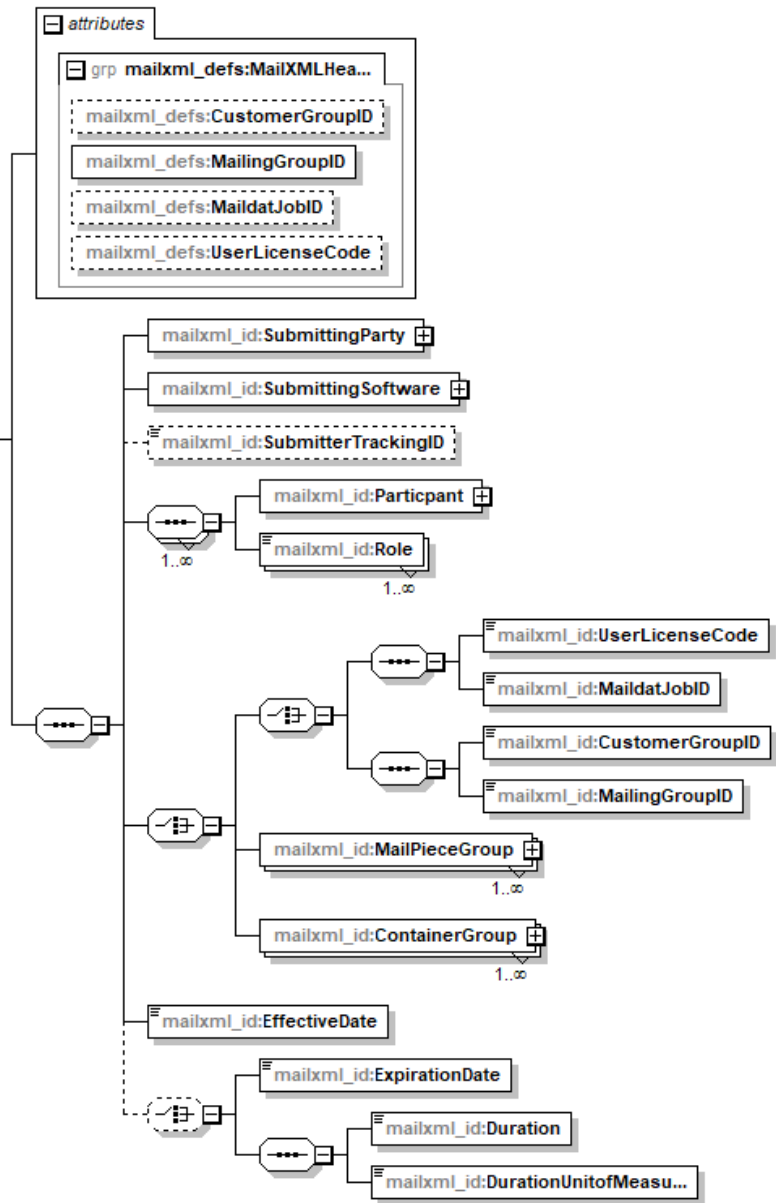 attributes
grp mailxml_defs:MailXMLHea...
mailxml_defs:CustomerGroupID
mailxml_defs:MailingGroupID
mailxml_defs:MaildatJobID
mailxml_defs:UserLicenseCode
mailxml_id:SubmittingParty
mailxml_id:SubmittingSoftware
mailxml_id:SubmitterTrackingID
1..∞
mailxml_id:Particpant
mailxml_id:Role
1..∞
mailxml_id:UserLicenseCode
mailxml_id:MaildatJobID
mailxml_id:CustomerGroupID
mailxml_id:MailingGroupID
mailxml_id:MailPieceGroup
1..∞
mailxml_id:ContainerGroup
1..∞
mailxml_id:EffectiveDate
mailxml_id:ExpirationDate
mailxml_id:Duration
mailxml_id:DurationUnitofMeasu...